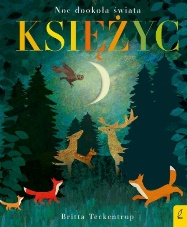 Noc dookoła świata
KSIĘŻYC
Britta Teckentrup